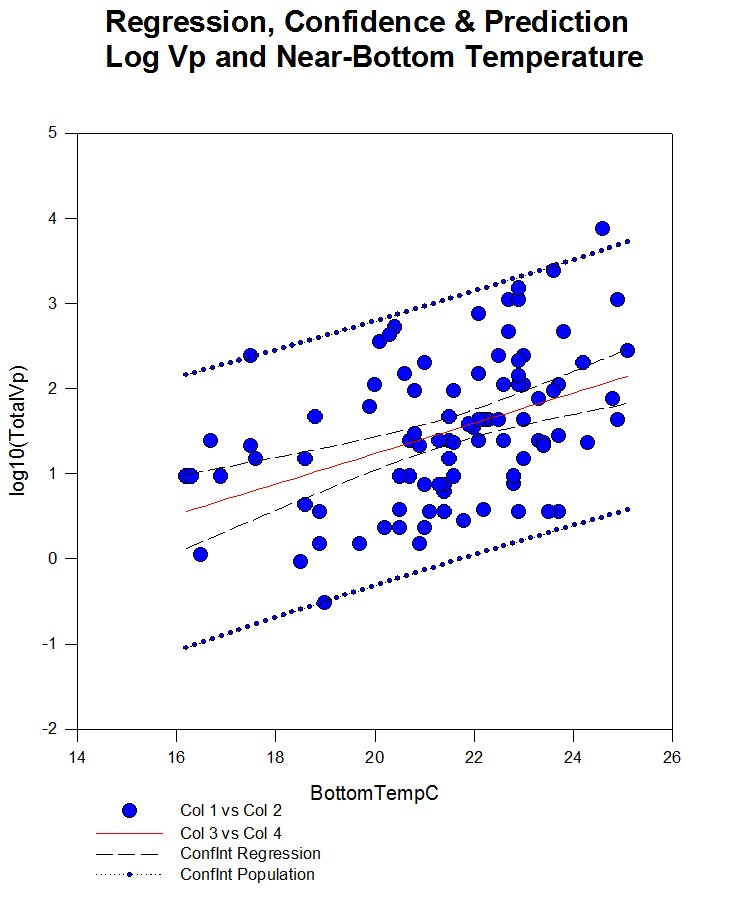 Regression, Confidence & Prediction
Log Vp and Near-Bottom Temperature
5
4
3
2
1
0
-1
-2
log10(TotalVp)
14 16 18 20 22 24 26
BottomTempC
Col 1 vs Col 2
Col 3 vs Col 4
ConfInt Regression
ConfInt Population